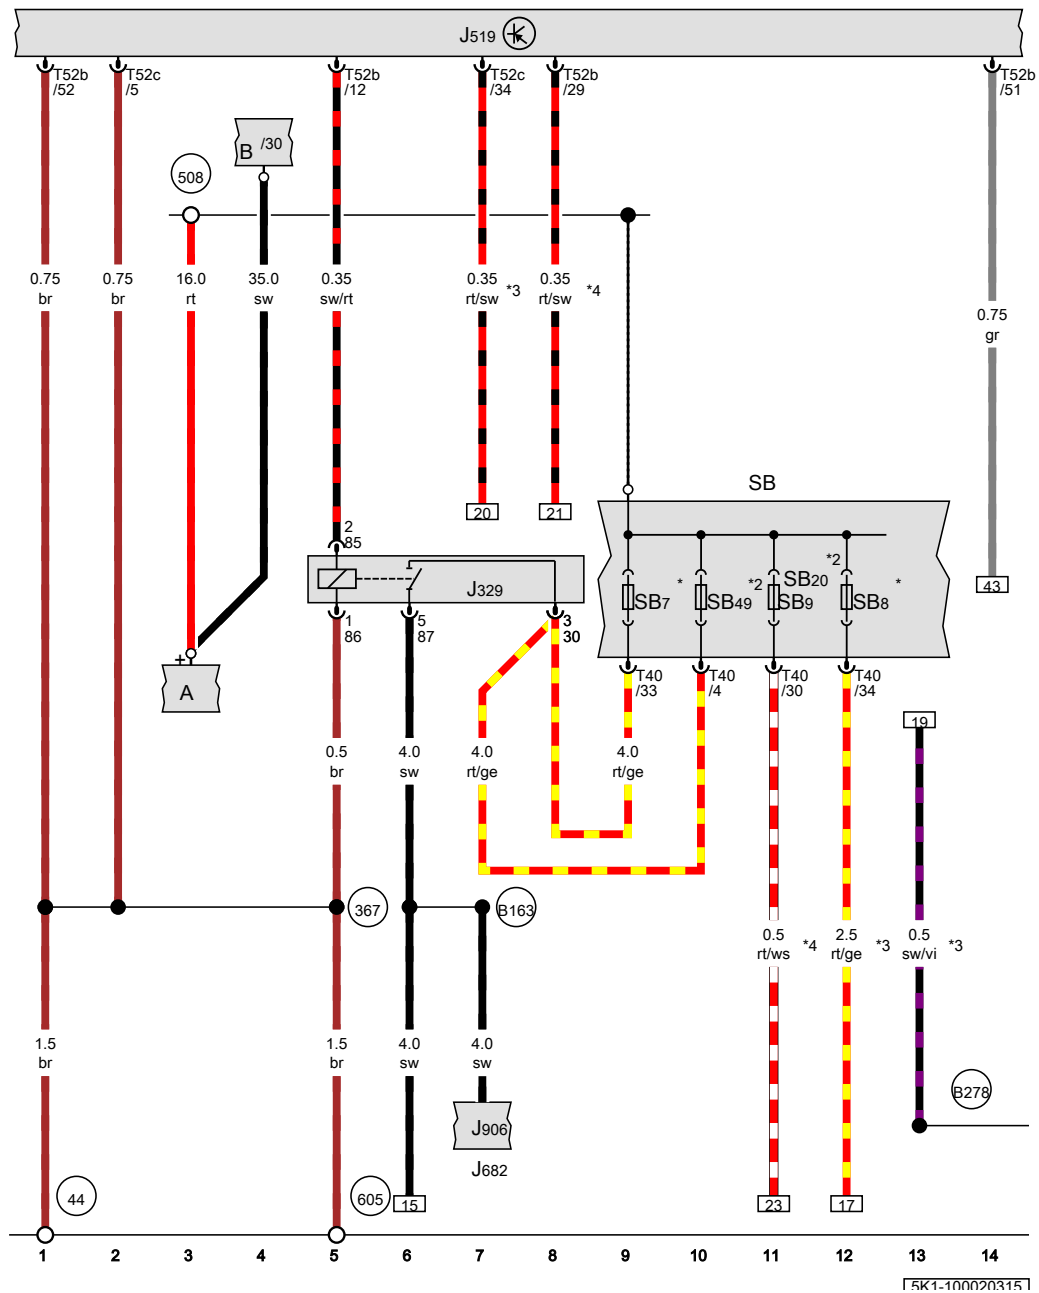 J519
T52b /52
T52c /5
T52b /12
T52c /34
T52b /29
T52b /51
B /30
508
0.75 br
0.75 br
16.0 rt
35.0 sw
0.35 sw/rt
0.35 rt/sw *3
0.35 rt/sw *4
0.75 gr
20
21
SB
2 85
J329
*2
SB7
*
SB49
*2
SB20
SB9
SB8
*
43
1 86
5 87
3 30
+
A
T40 /33
T40 /4
T40 /30
T40 /34
19
0.5 br
4.0 sw
4.0 rt/ge
4.0 rt/ge
367
B163
0.5 rt/ws *4
2.5 rt/ge *3
0.5 sw/vi *3
1.5 br
1.5 br
4.0 sw
4.0 sw
B278
J906
J682
44
605
15
23
17
1 2 3 4 5 6 7 8 9 10 11 12 13 14
5K1-100020315